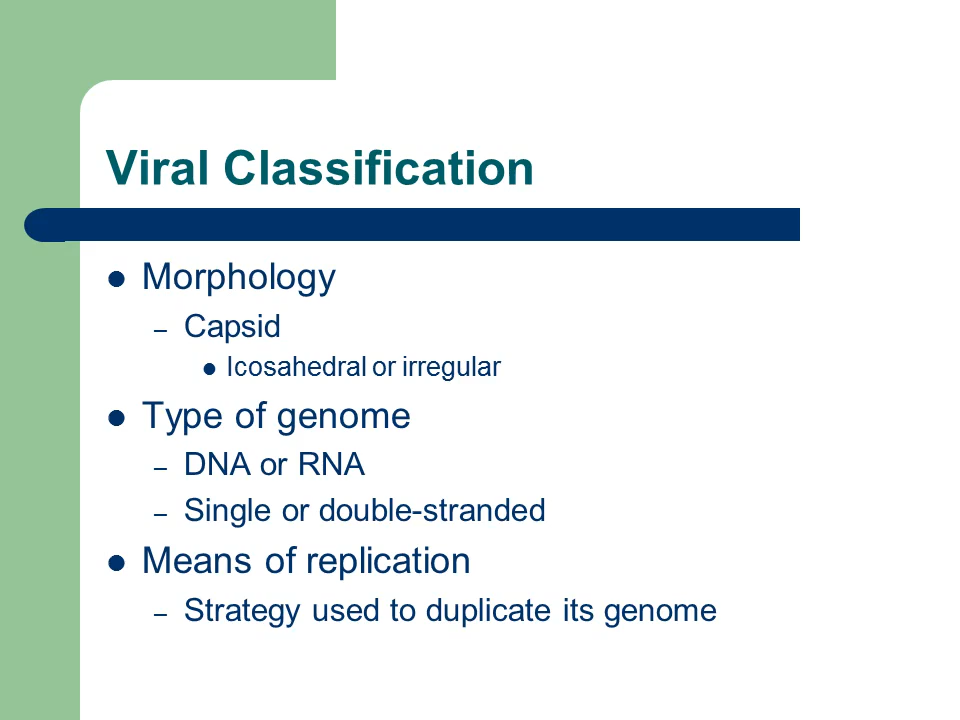 Viral Classification
Morphology
– Capsid
Icosahedral or irregular
Type of genome
– DNA or RNA
– Single or double-stranded
Means of replication
– Strategy used to duplicate its genome